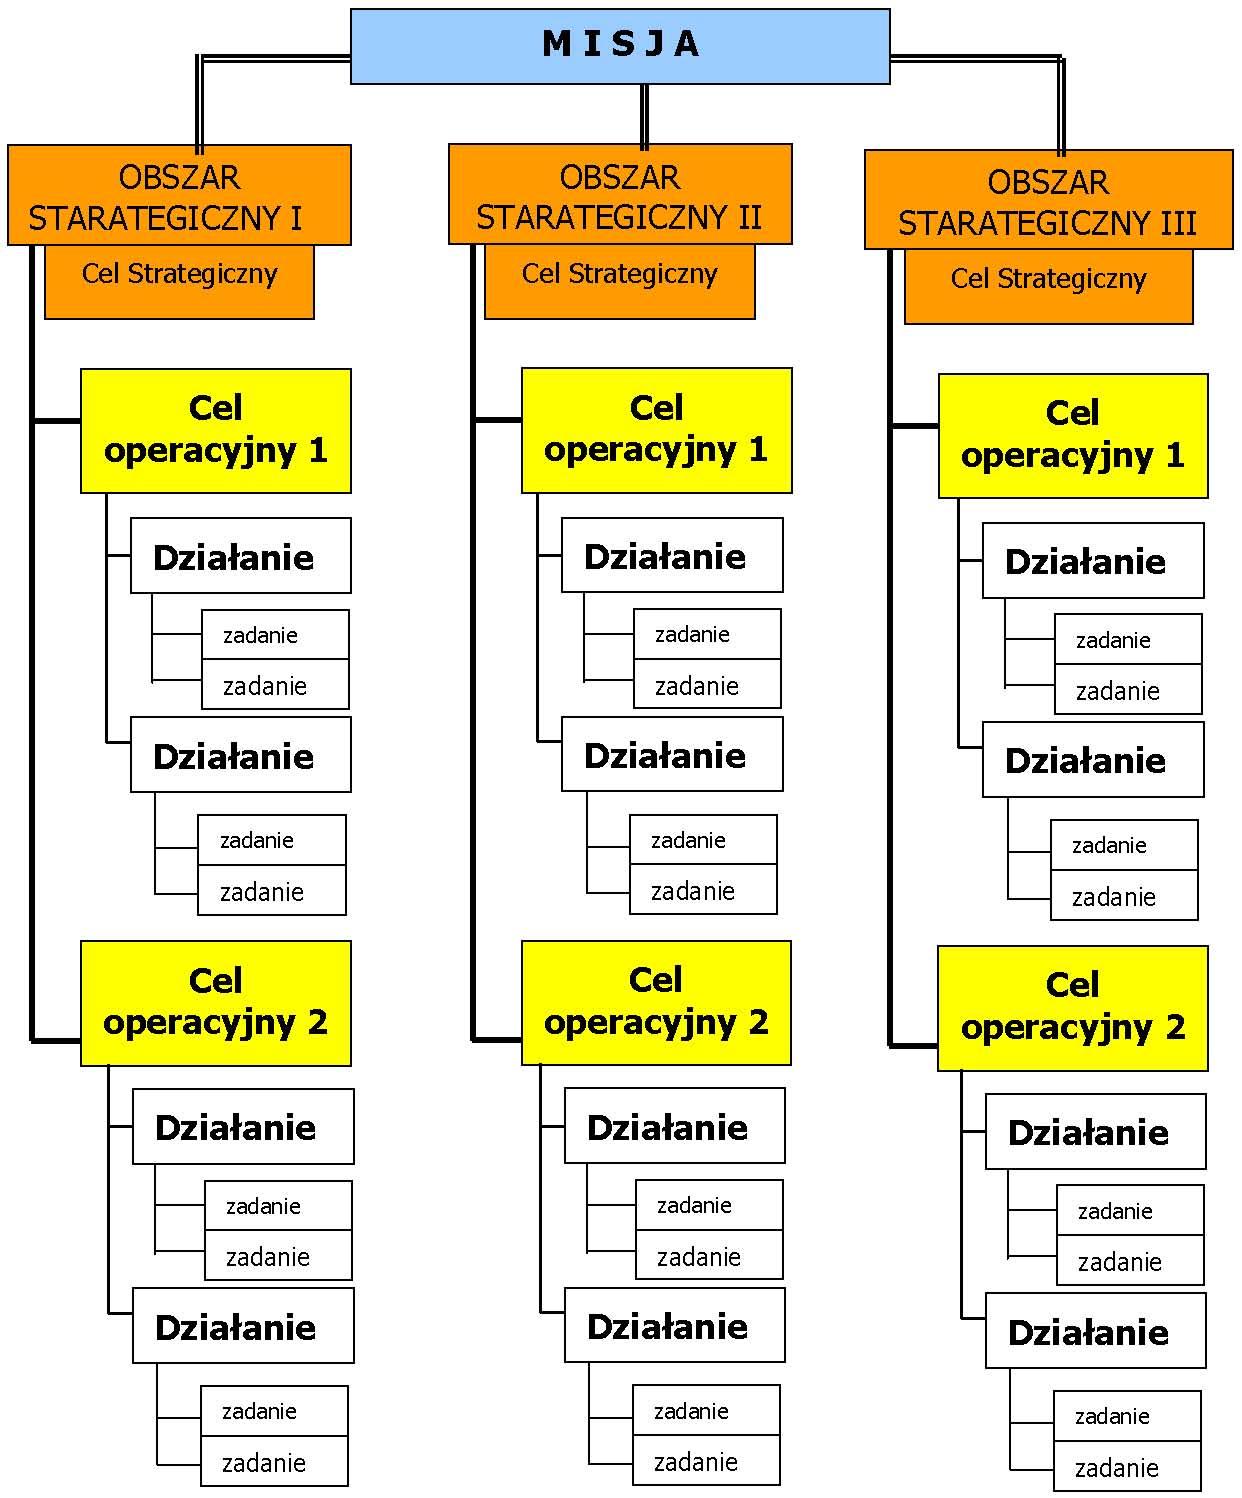 M I S J A
OBSZAR
STARATEGICZNY I
Cel Strategiczny
Cel
operacyjny 1
Działanie
zadanie
zadanie
Działanie
zadanie
zadanie
Cel
operacyjny 2
Działanie
zadanie
zadanie
Działanie
zadanie
zadanie
OBSZAR
STARATEGICZNY II
Cel Strategiczny
Cel
operacyjny 1
Działanie
zadanie
zadanie
Działanie
zadanie
zadanie
Cel
operacyjny 2
Działanie
zadanie
zadanie
Działanie
zadanie
zadanie
OBSZAR
STARATEGICZNY III
Cel Strategiczny
Cel
operacyjny 1
Działanie
zadanie
zadanie
Działanie
zadanie
zadanie
Cel
operacyjny 2
Działanie
zadanie
zadanie
Działanie
zadanie
zadanie